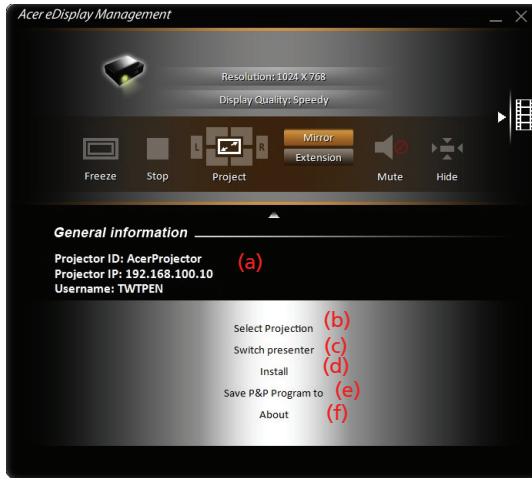 Acer eDisplay Management
Resolution: 1024 X 768
Display Quality: Speedy
L R
Mirror
Extension
Freeze Stop Project Mute Hide
General information
Projector ID: AcerProjector
Projector IP: 192.168.100.10
Username: TWTPEN
(a)
Select Projection (b)
Switch presenter (c)
Install (d)
Save P&P Program to (e)
About (f)